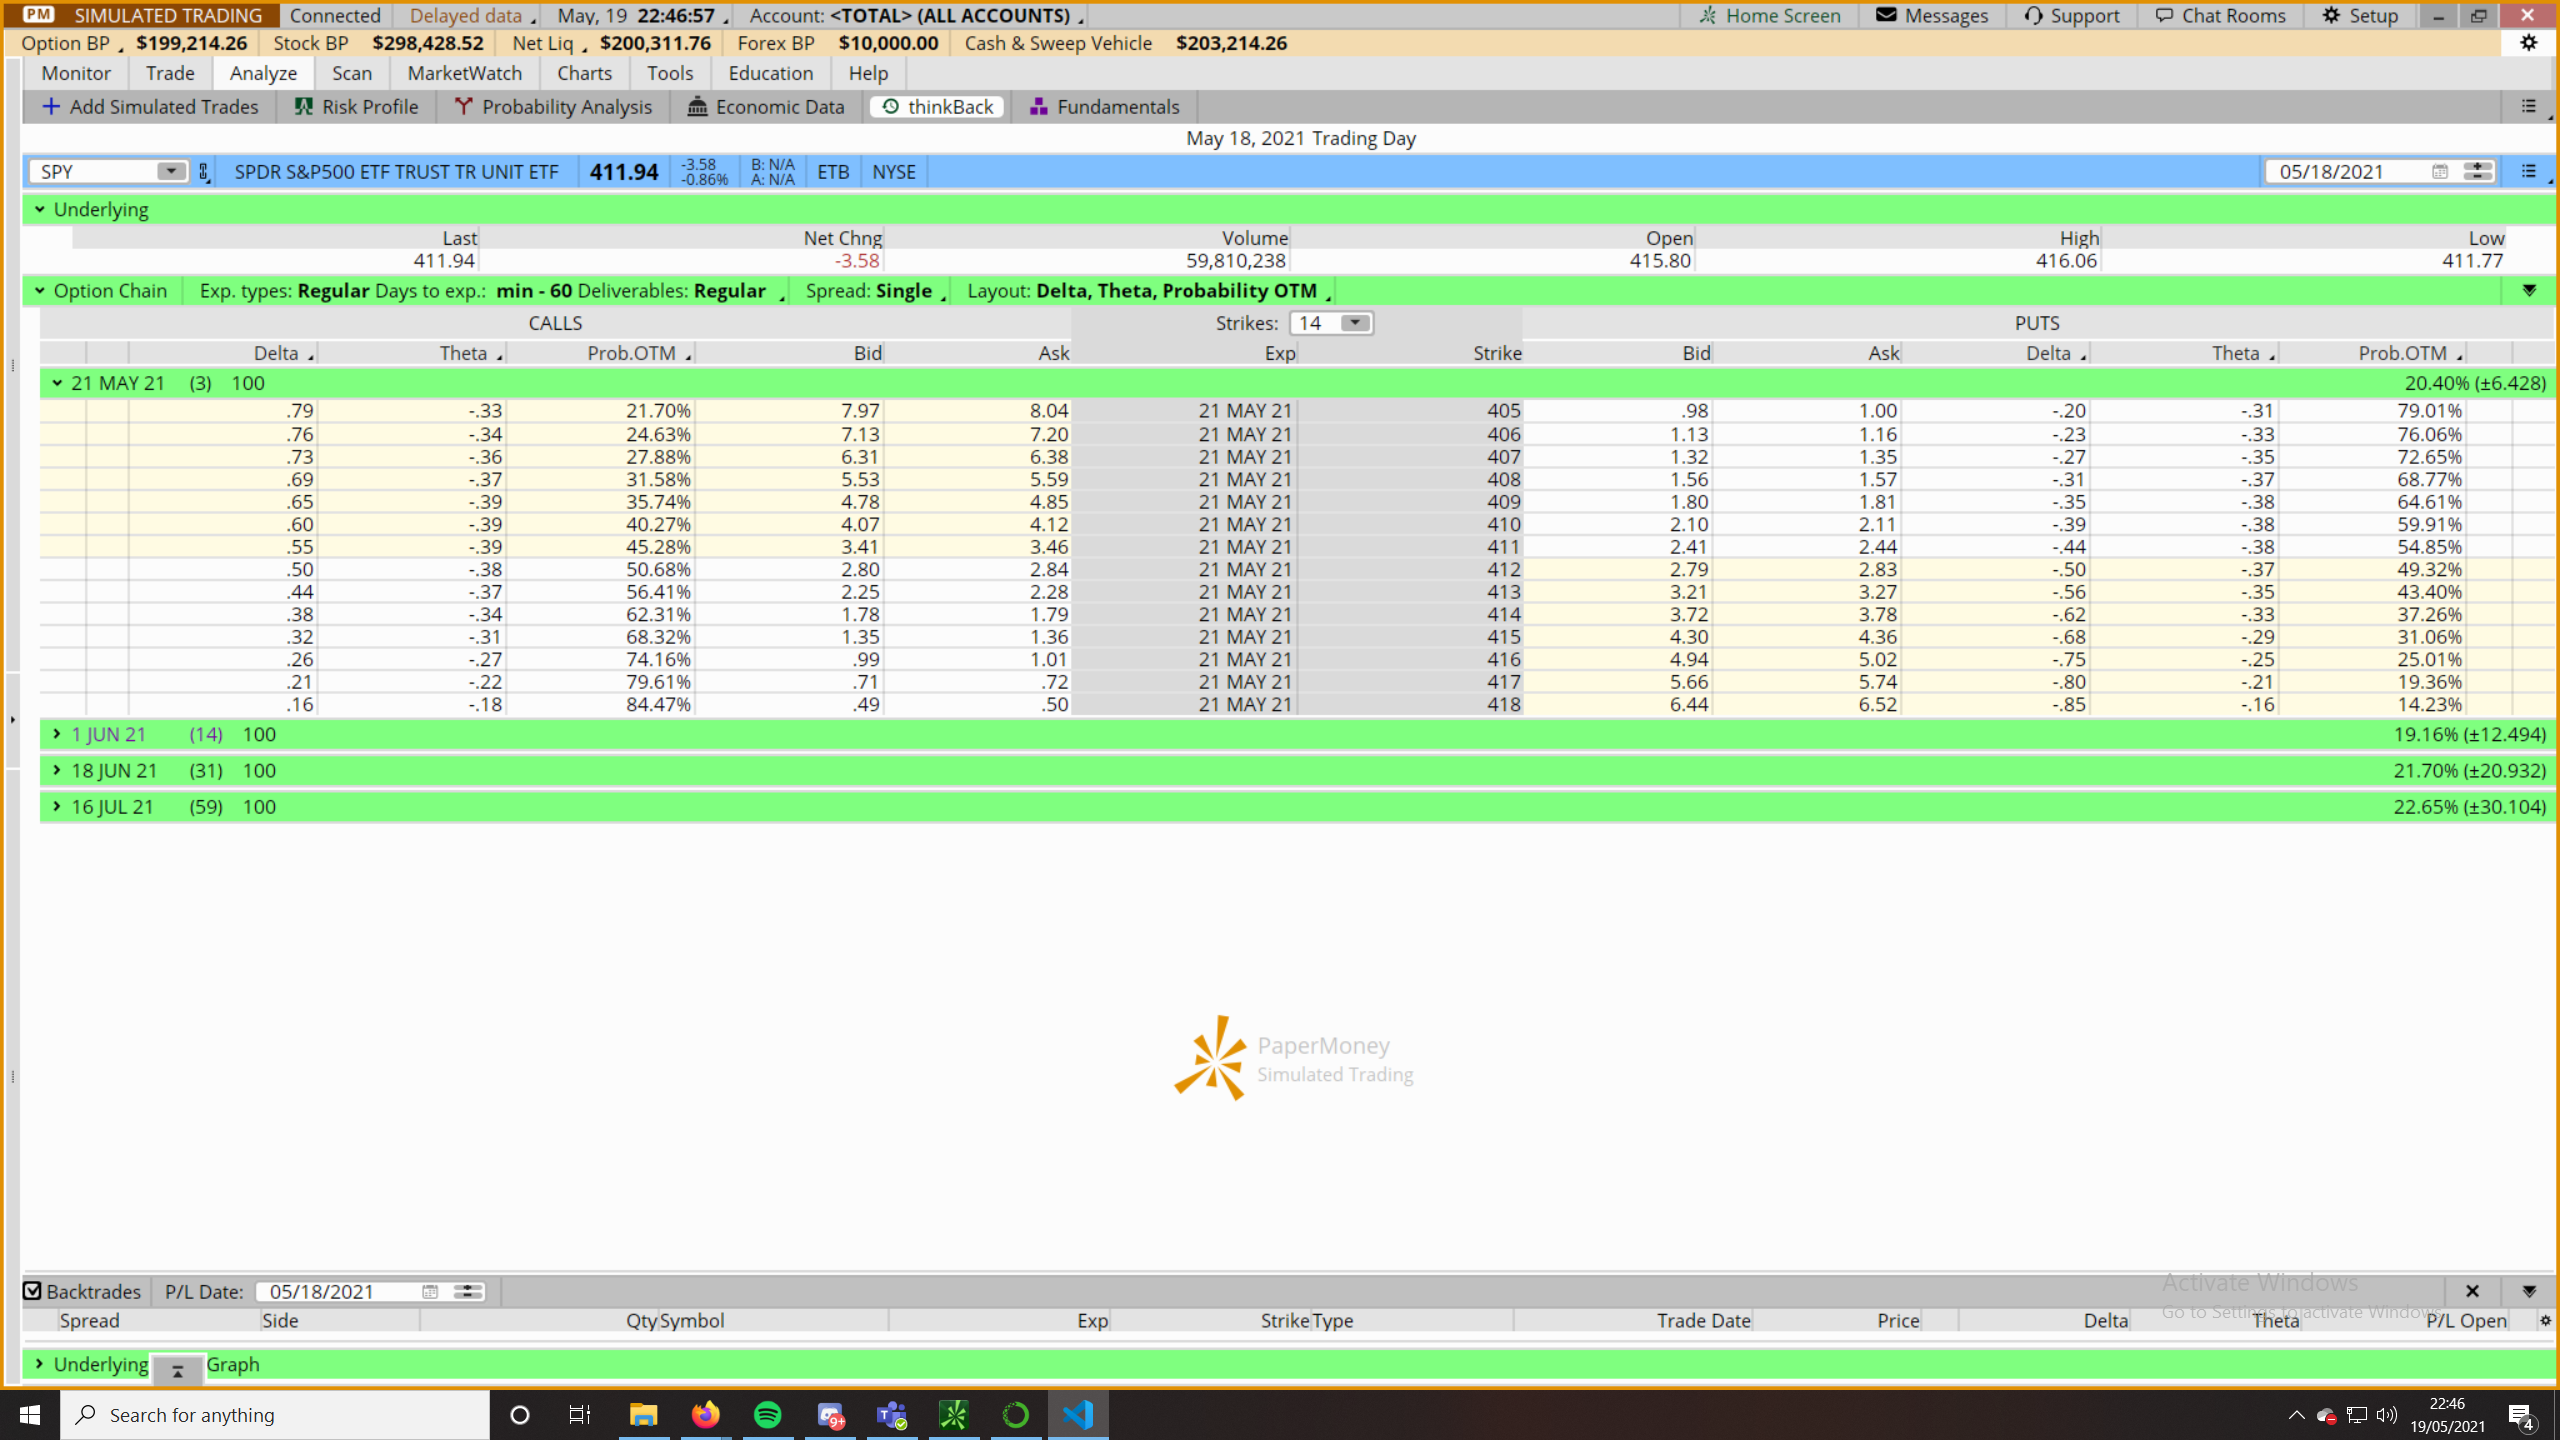 PM SIMULATED TRADING Connected Delayed data May, 19 22:46:57 Account: <TOTAL> (ALL ACCOUNTS) Home Screen Messages Support Chat Rooms Setup
Option BP $199,214.26 Stock BP $298,428.52 Net Liq $200,311.76 Forex BP $10,000.00 Cash & Sweep Vehicle $203,214.26
Monitor Trade Analyze Scan MarketWatch Charts Tools Education Help
Add Simulated Trades Risk Profile Probability Analysis Economic Data thinkBack Fundamentals
May 18, 2021 Trading Day
SPY SPDR S&P500 ETF TRUST TR UNIT ETF 411.94 -3.58 -0.86% B: N/A A: N/A ETB NYSE 05/18/2021
Underlying
Last Net Chng Volume Open High Low
411.94 -3.58 59,810,238 415.80 416.06 411.77
Option Chain Exp. types: Regular Days to exp.: min - 60 Deliverables: Regular Spread: Single Layout: Delta, Theta, Probability OTM
CALLS Strikes: 14 PUTS
Delta Theta Prob.OTM Bid Ask Exp Strike Bid Ask Delta Theta Prob.OTM
21 MAY 21 (3) 100 20.40% (±6.428)
.79 -.33 21.70% 7.97 8.04 21 MAY 21 405 .98 1.00 -.20 -.31 79.01%
.76 -.34 24.63% 7.13 7.20 21 MAY 21 406 1.13 1.16 -.23 -.33 76.06%
.73 -.36 27.88% 6.31 6.38 21 MAY 21 407 1.32 1.35 -.27 -.35 72.65%
.69 -.37 31.58% 5.53 5.59 21 MAY 21 408 1.56 1.57 -.31 -.37 68.77%
.65 -.39 35.74% 4.78 4.85 21 MAY 21 409 1.80 1.81 -.35 -.38 64.61%
.60 -.39 40.27% 4.07 4.12 21 MAY 21 410 2.10 2.11 -.39 -.38 59.91%
.55 -.39 45.28% 3.41 3.46 21 MAY 21 411 2.41 2.44 -.44 -.38 54.85%
.50 -.38 50.68% 2.80 2.84 21 MAY 21 412 2.79 2.83 -.50 -.37 49.32%
.44 -.37 56.41% 2.25 2.28 21 MAY 21 413 3.21 3.27 -.56 -.35 43.40%
.38 -.34 62.31% 1.78 1.79 21 MAY 21 414 3.72 3.78 -.62 -.33 37.26%
.32 -.31 68.32% 1.35 1.36 21 MAY 21 415 4.30 4.36 -.68 -.29 31.06%
.26 -.27 74.16% .99 1.01 21 MAY 21 416 4.94 5.02 -.75 -.25 25.01%
.21 -.22 79.61% .71 .72 21 MAY 21 417 5.66 5.74 -.80 -.21 19.36%
.16 -.18 84.47% .49 .50 21 MAY 21 418 6.44 6.52 -.85 -.16 14.23%
1 JUN 21 (14) 100 19.16% (±12.494)
18 JUN 21 (31) 100 21.70% (±20.932)
16 JUL 21 (59) 100 22.65% (±30.104)
PaperMoney
Simulated Trading
Backtrades P/L Date: 05/18/2021 Activate Windows
Go to Settings to activate Windows.
Spread Side Qty Symbol Exp Strike Type Trade Date Price Delta Theta P/L Open
Underlying Graph
Search for anything 9+ 22:46
19/05/2021 4